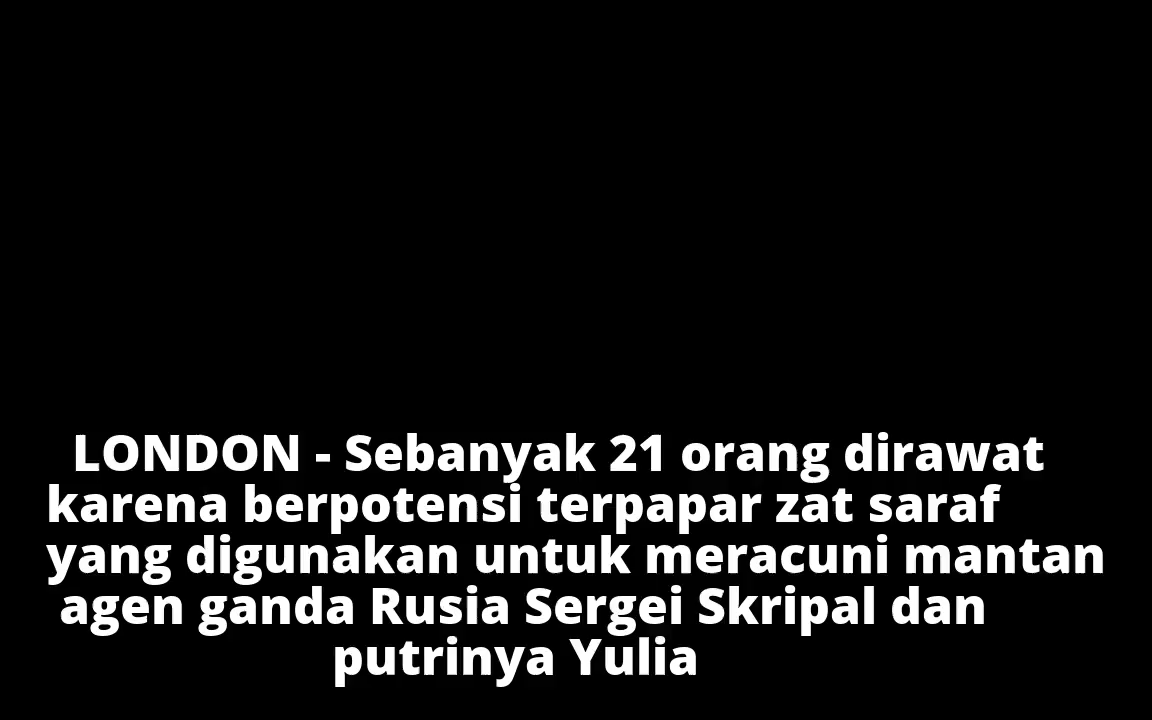 LONDON - Sebanyak 21 orang dirawat
karena berpotensi terpapar zat saraf
yang digunakan untuk meracuni mantan
agen ganda Rusia Sergei Skripal dan
putrinya Yulia